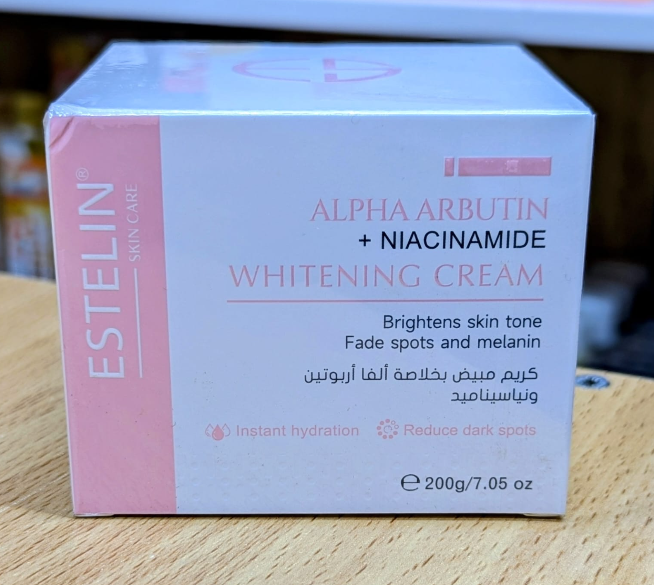 ESTELIN®
SKIN CARE
ALPHA ARBUTIN
+ NIACINAMIDE
WHITENING CREAM
Brightens skin tone
Fade spots and melanin
كريم مبيض بخلاصة ألفا أربوتين
ونياسيناميد
Instant hydration
Reduce dark spots
℮ 200g/7.05 oz